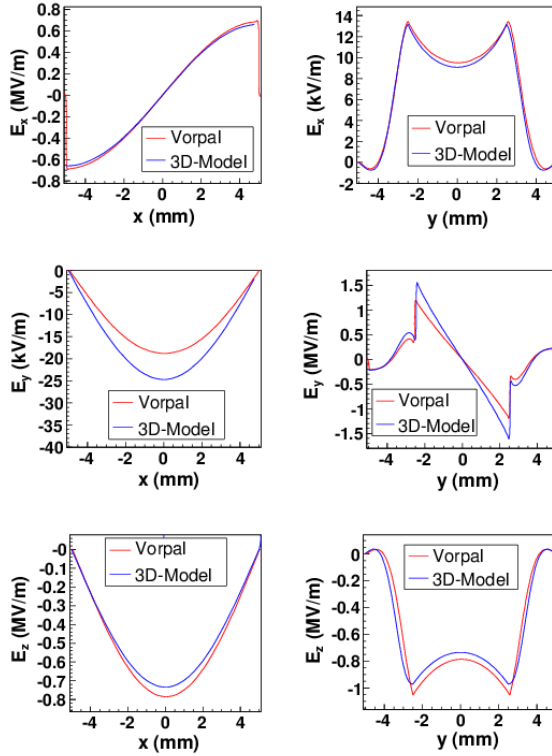 0.8
0.6
0.4
0.2
-0
-0.2
-0.4
-0.6
-0.8
E_x (MV/m)
Vorpal
3D-Model
-4 -2 0 2 4
x (mm)
14
12
10
8
6
4
2
0
-2
E_x (kV/m)
Vorpal
3D-Model
-4 -2 0 2 4
y (mm)
0
-5
-10
-15
-20
-25
-30
-35
-40
E_y (kV/m)
Vorpal
3D-Model
-4 -2 0 2 4
x (mm)
1.5
1
0.5
0
-0.5
-1
-1.5
E_y (MV/m)
Vorpal
3D-Model
-4 -2 0 2 4
y (mm)
-0
-0.1
-0.2
-0.3
-0.4
-0.5
-0.6
-0.7
-0.8
E_z (MV/m)
Vorpal
3D-Model
-4 -2 0 2 4
x (mm)
0
-0.2
-0.4
-0.6
-0.8
-1
E_z (MV/m)
Vorpal
3D-Model
-4 -2 0 2 4
y (mm)